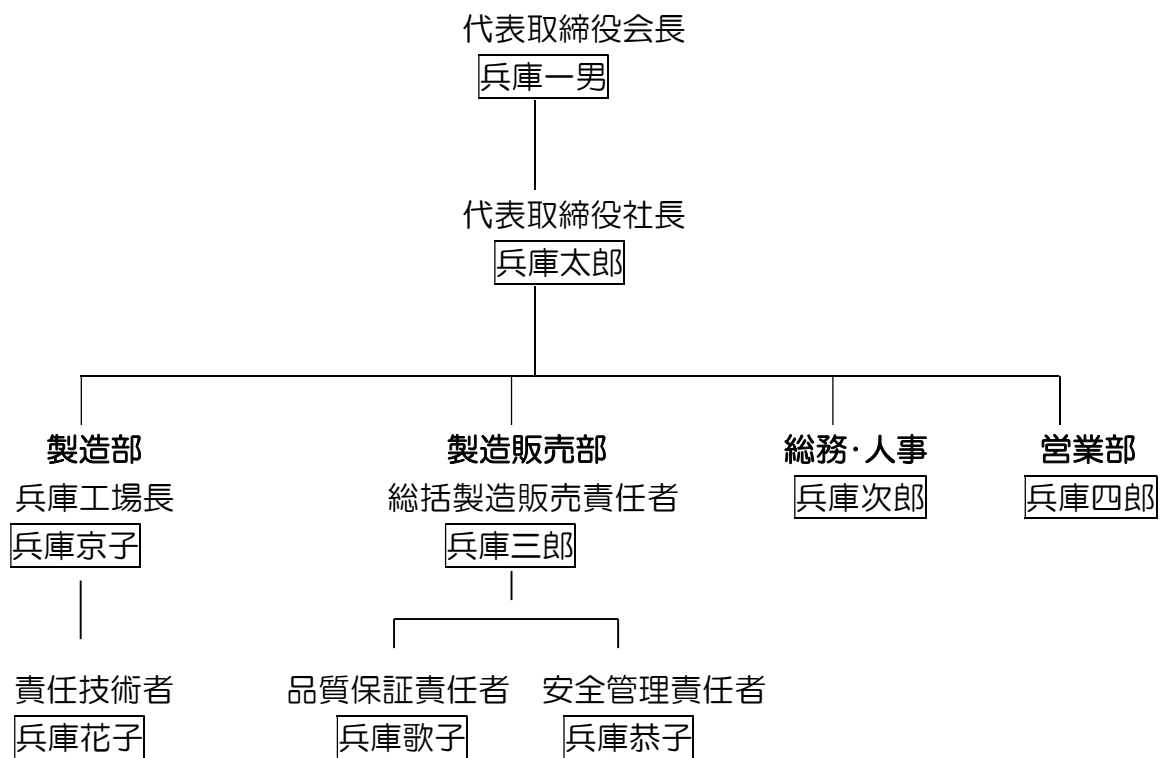 代表取締役会長
兵庫一男
代表取締役社長
兵庫太郎
製造部 製造販売部 総務・人事 営業部
兵庫工場長 総括製造販売責任者 兵庫次郎 兵庫四郎
兵庫京子 兵庫三郎
責任技術者 品質保証責任者 安全管理責任者
兵庫花子 兵庫歌子 兵庫恭子